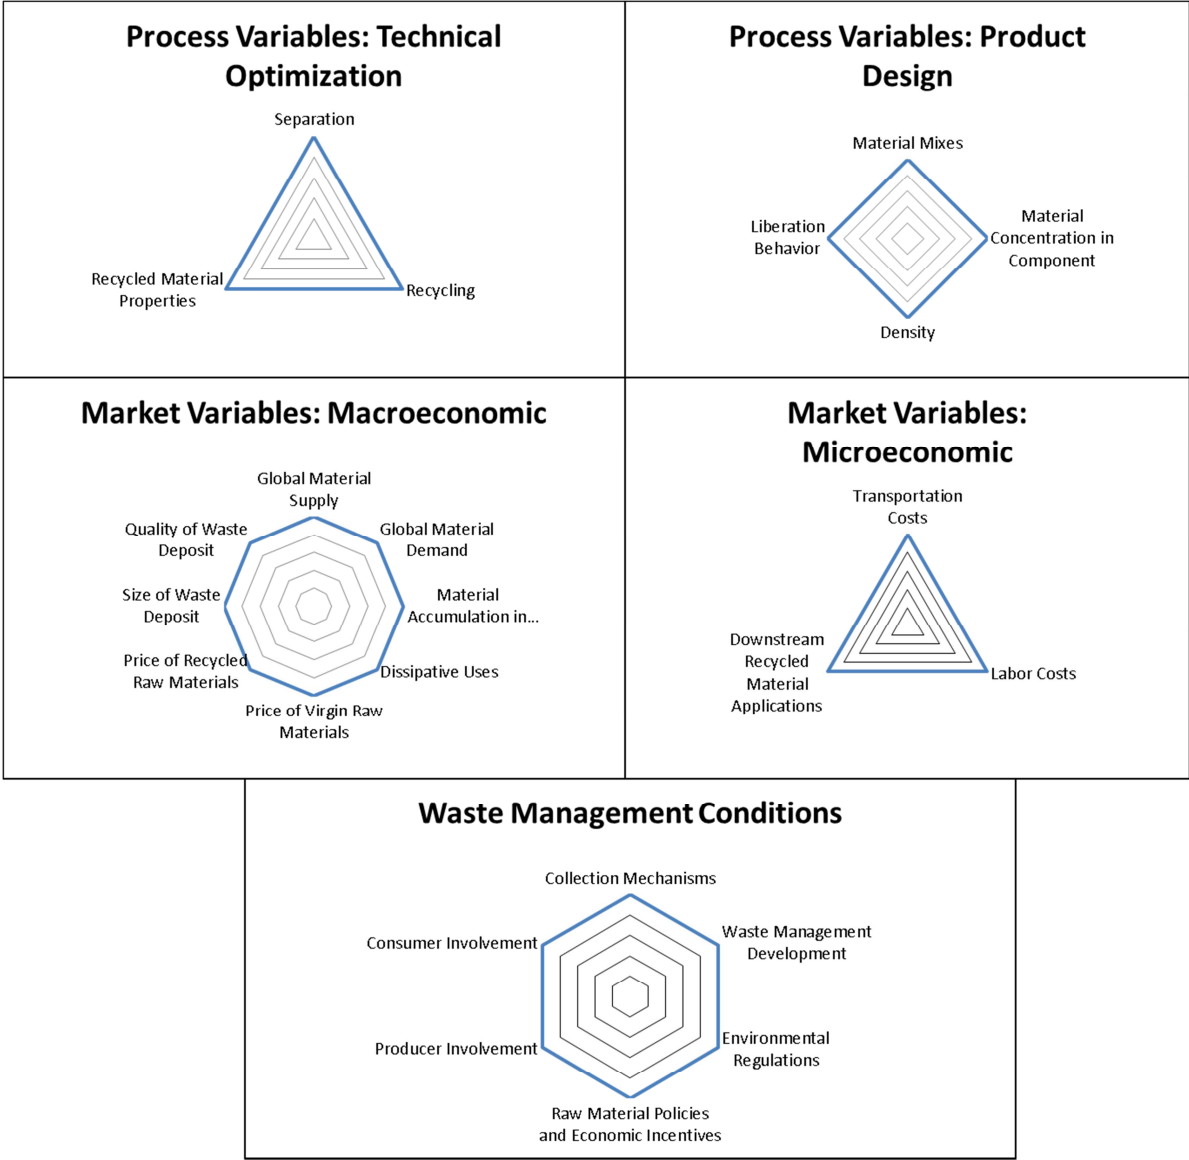 Process Variables: Technical
Optimization
Separation
Recycled Material
Properties
Recycling
Process Variables: Product
Design
Material Mixes
Liberation
Behavior
Material
Concentration in
Component
Density
Market Variables: Macroeconomic
Global Material
Supply
Quality of Waste
Deposit
Global Material
Demand
Size of Waste
Deposit
Material
Accumulation in...
Price of Recycled
Raw Materials
Dissipative Uses
Price of Virgin Raw
Materials
Market Variables:
Microeconomic
Transportation
Costs
Downstream
Recycled
Material
Applications
Labor Costs
Waste Management Conditions
Collection Mechanisms
Consumer Involvement
Waste Management
Development
Producer Involvement
Environmental
Regulations
Raw Material Policies
and Economic Incentives